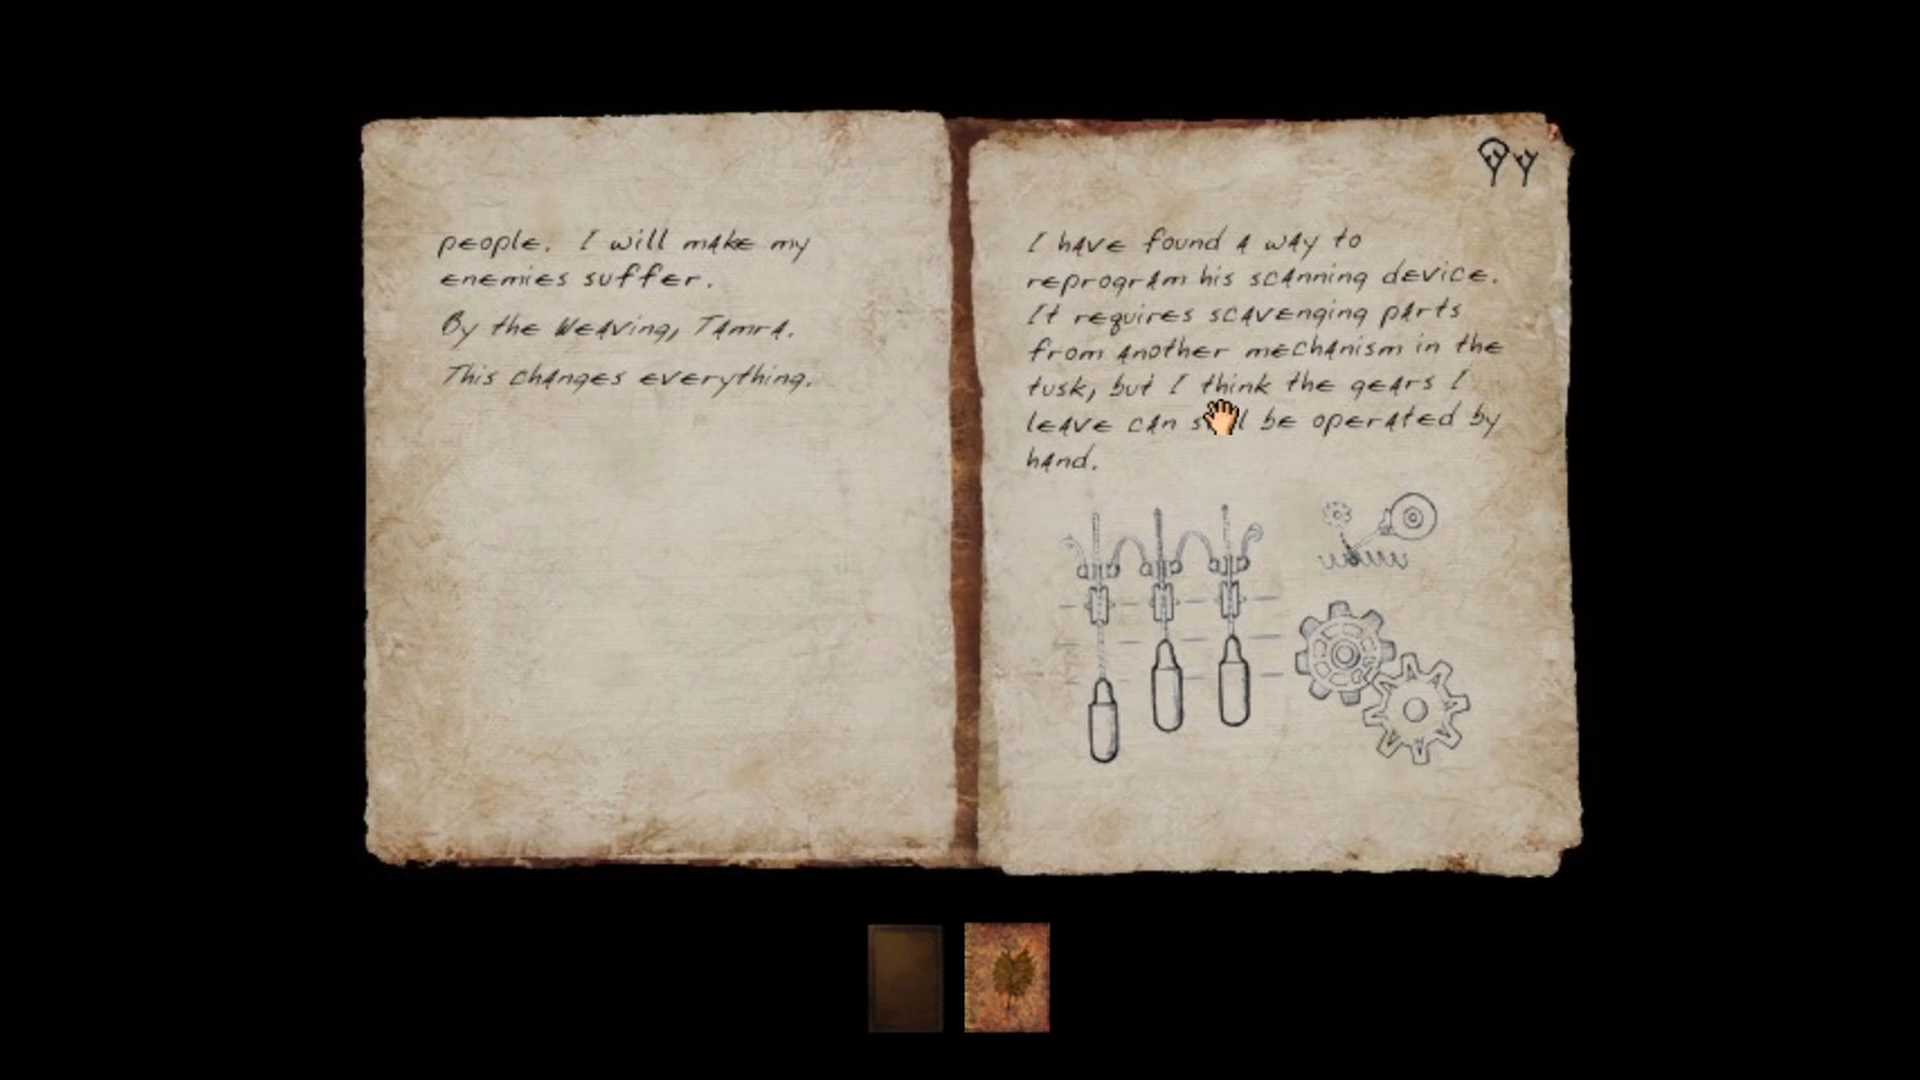 people. I will make my
enemies suffer.
By the Weaving, Tamra.
This changes everything.
I have found a way to
reprogram his scanning device.
It requires scavenging parts
from another mechanism in the
tusk, but I think the gears I
leave can be operated by
hand.